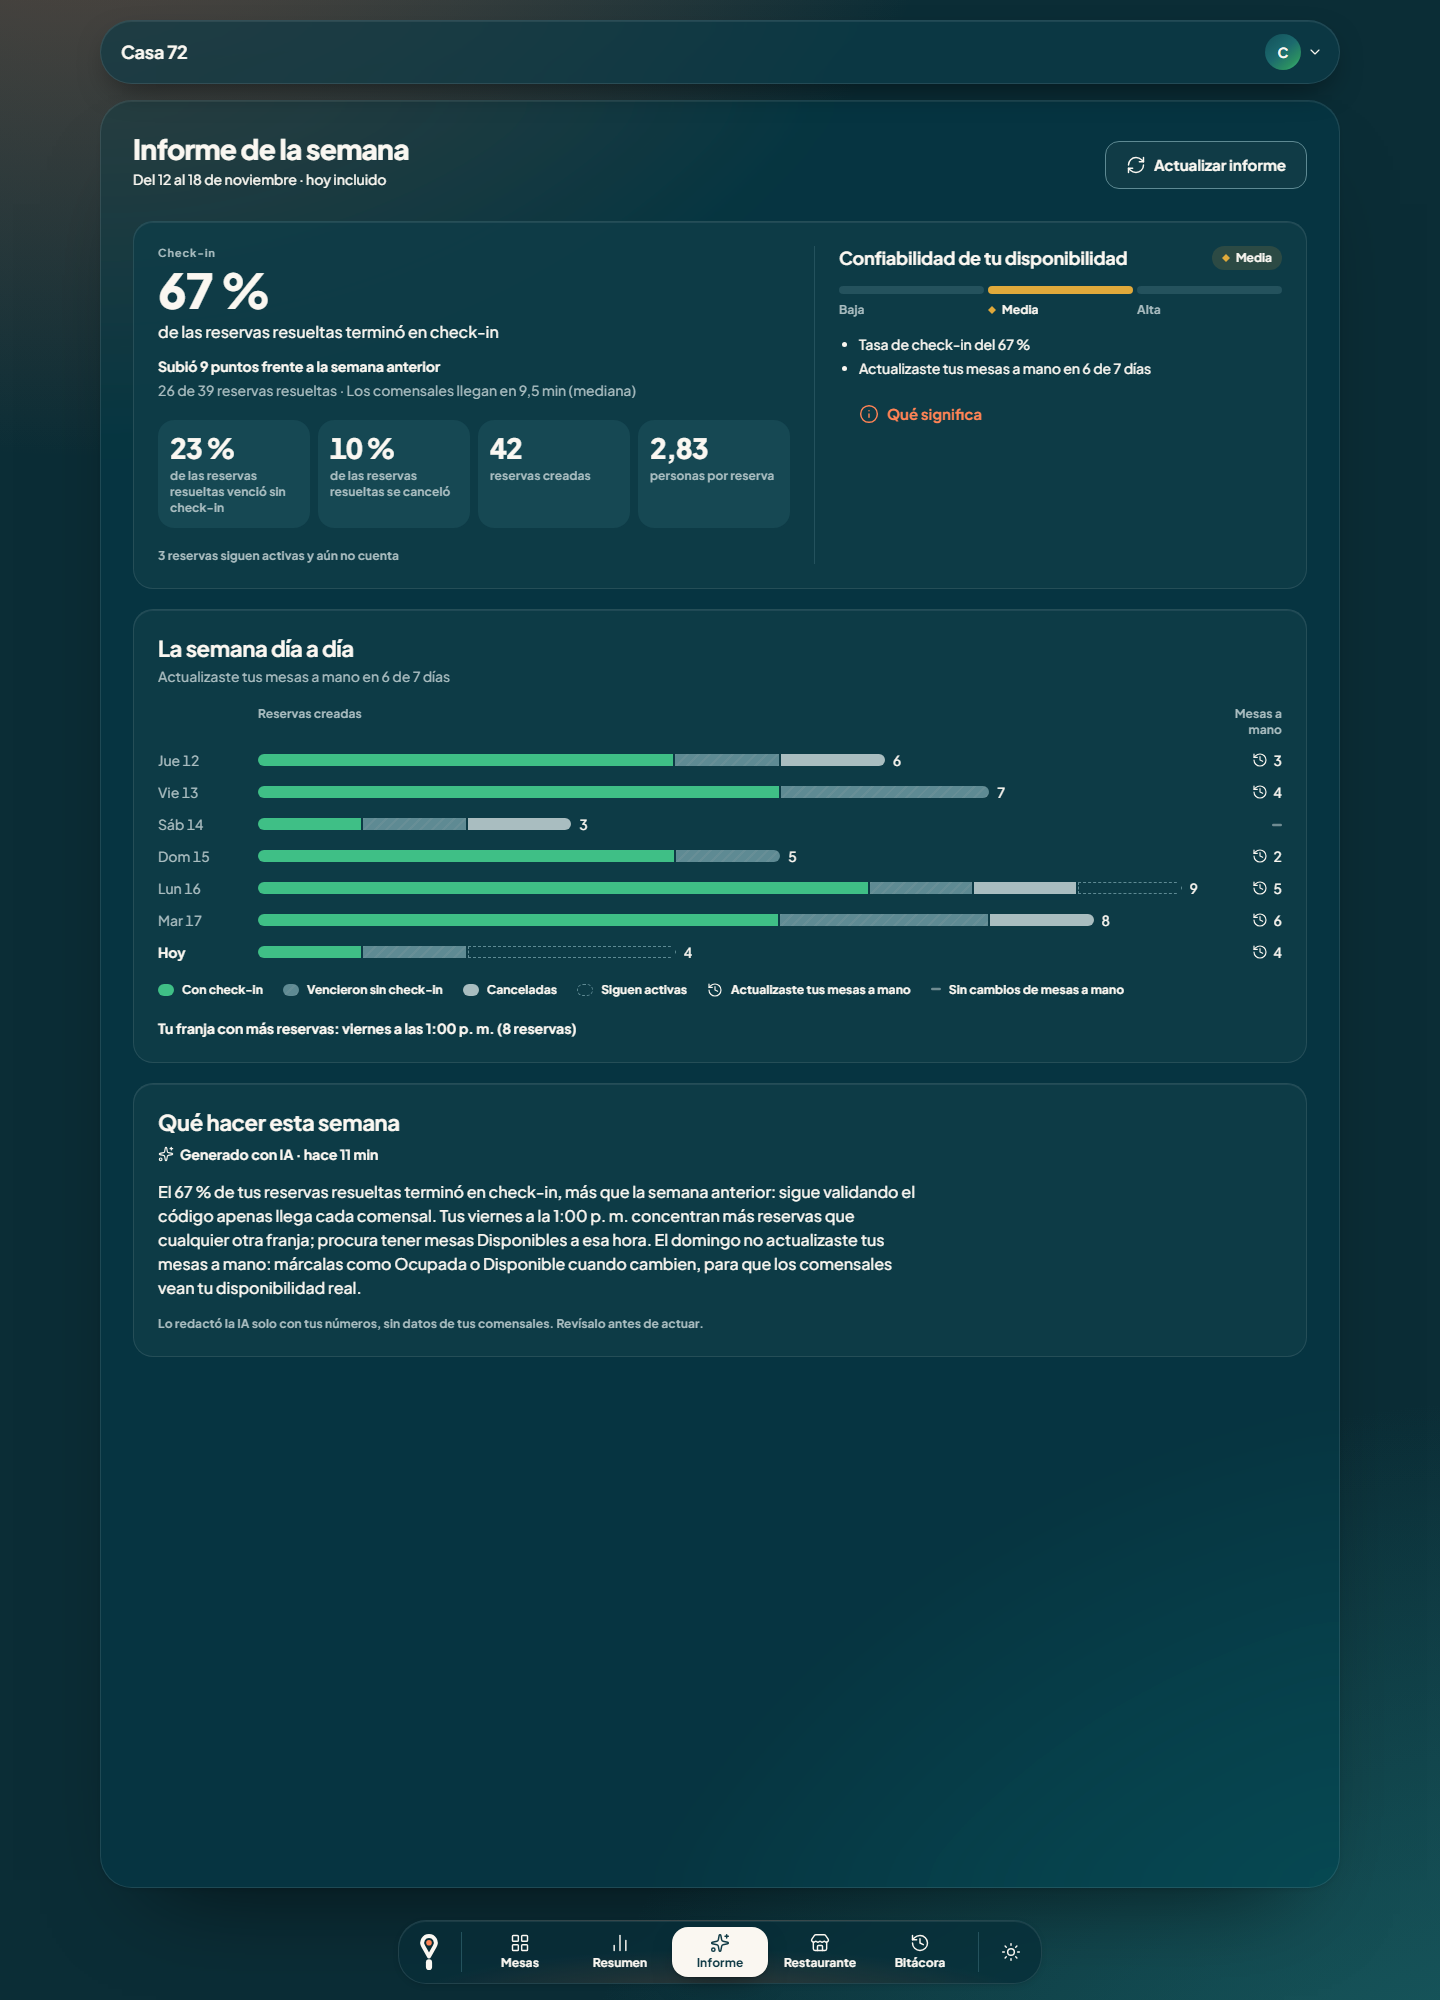 Casa 72
C
Informe de la semana
Del 12 al 18 de noviembre · hoy incluido
Actualizar informe
Check-in
67 %
de las reservas resueltas terminó en check-in
Subió 9 puntos frente a la semana anterior
26 de 39 reservas resueltas · Los comensales llegan en 9,5 min (mediana)
23 %
de las reservas
resueltas venció sin
check-in
10 %
de las reservas
resueltas se canceló
42
reservas creadas
2,83
personas por reserva
3 reservas siguen activas y aún no cuenta
Confiabilidad de tu disponibilidad
Media
Baja
Media
Alta
• Tasa de check-in del 67 %
• Actualizaste tus mesas a mano en 6 de 7 días
Qué significa
La semana día a día
Actualizaste tus mesas a mano en 6 de 7 días
Reservas creadas
Mesas a
mano
Jue 12 6 3
Vie 13 7 4
Sáb 14 3 –
Dom 15 5 2
Lun 16 9 5
Mar 17 8 6
Hoy 4 4
Con check-in Vencieron sin check-in Canceladas Siguen activas Actualizaste tus mesas a mano – Sin cambios de mesas a mano
Tu franja con más reservas: viernes a las 1:00 p. m. (8 reservas)
Qué hacer esta semana
Generado con IA · hace 11 min
El 67 % de tus reservas resueltas terminó en check-in, más que la semana anterior: sigue validando el
código apenas llega cada comensal. Tus viernes a la 1:00 p. m. concentran más reservas que
cualquier otra franja; procura tener mesas Disponibles a esa hora. El domingo no actualizaste tus
mesas a mano: márcalas como Ocupada o Disponible cuando cambien, para que los comensales
vean tu disponibilidad real.
Lo redactó la IA solo con tus números, sin datos de tus comensales. Revísalo antes de actuar.
Mesas
Resumen
Informe
Restaurante
Bitácora